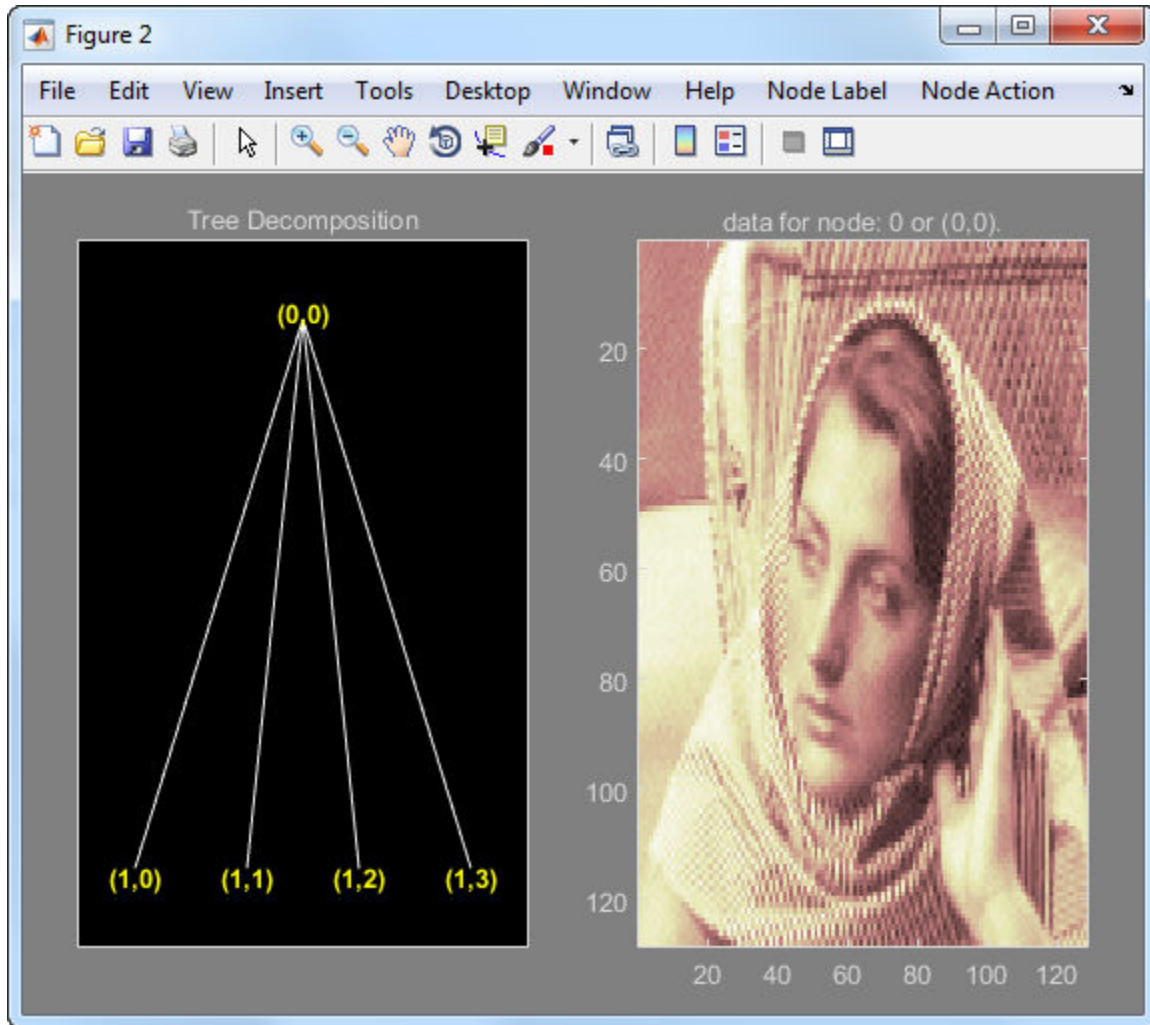 Figure 2
File Edit View Insert Tools Desktop Window Help Node Label Node Action
Tree Decomposition
(0,0)
(1,0) (1,1) (1,2) (1,3)
data for node: 0 or (0,0).
20
40
60
80
100
120
20 40 60 80 100 120